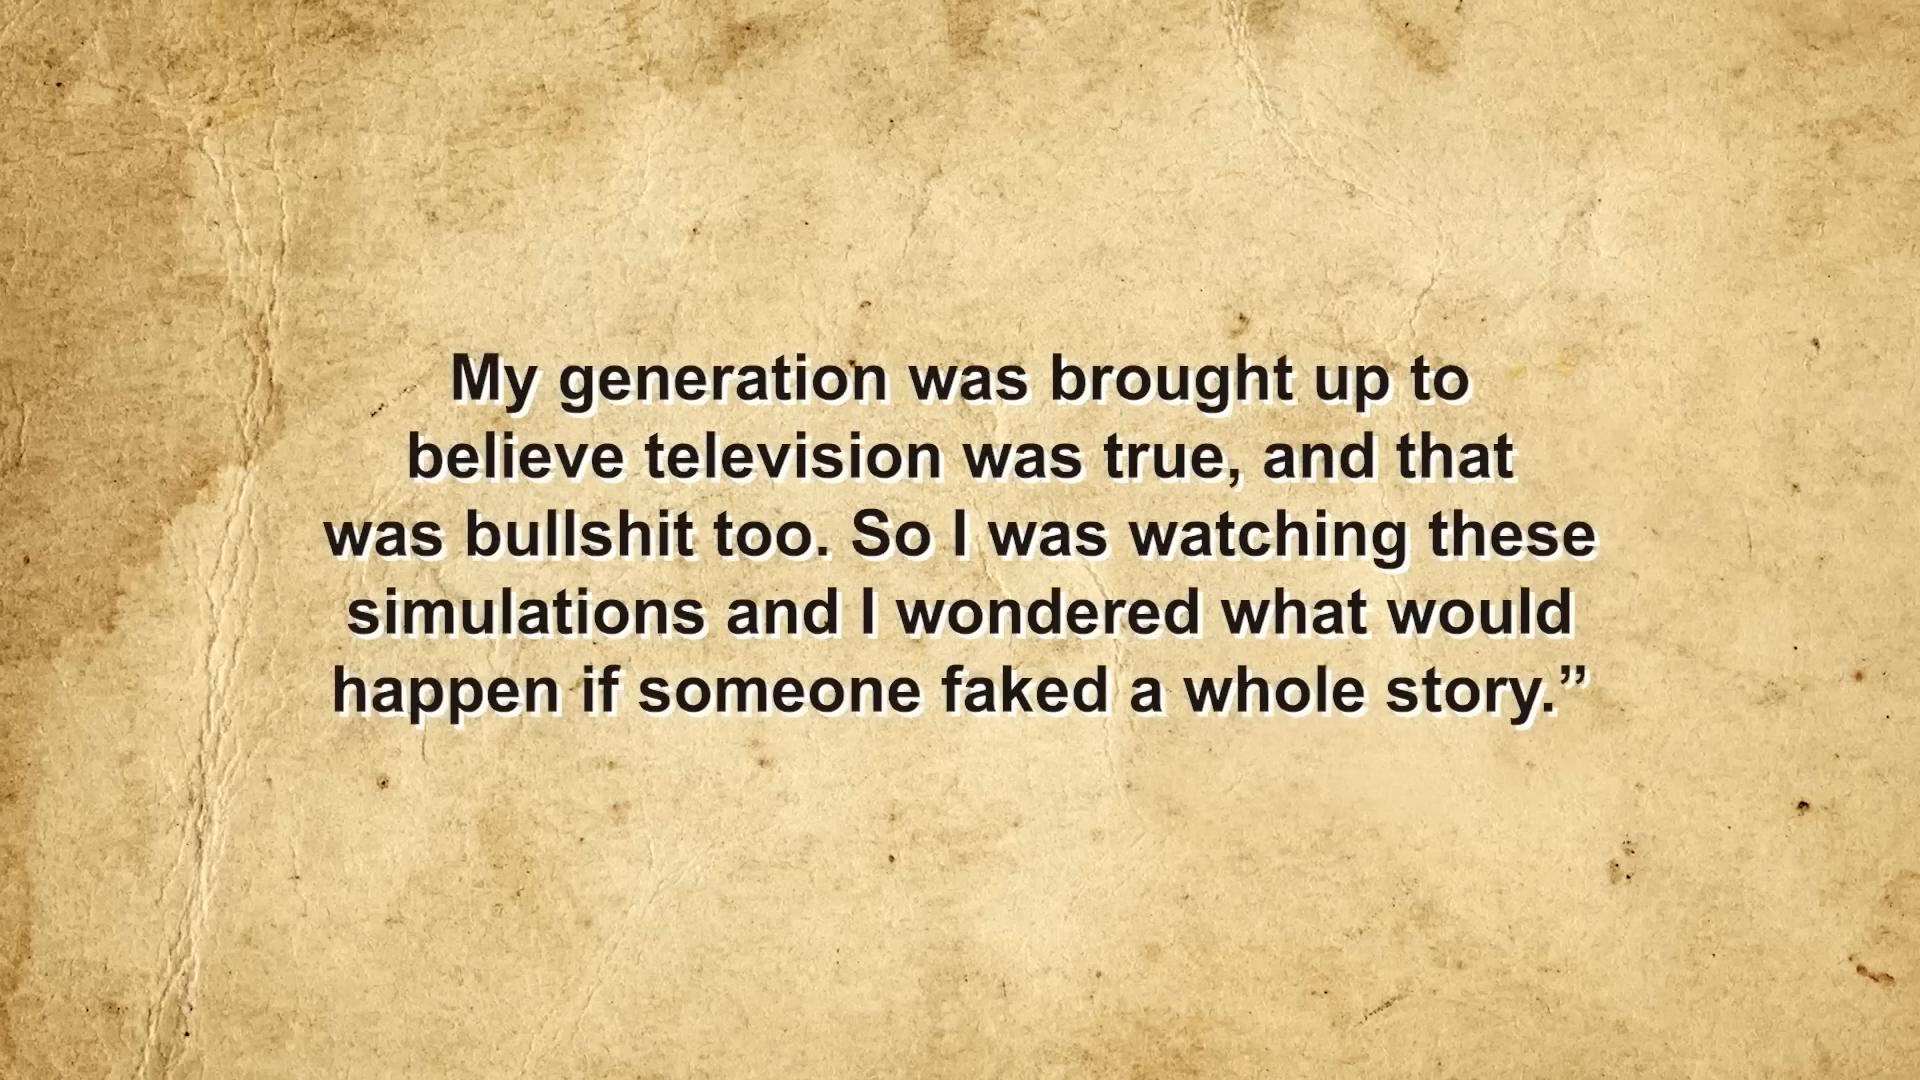 My generation was brought up to
believe television was true, and that
was bullshit too. So I was watching these
simulations and I wondered what would
happen if someone faked a whole story.”